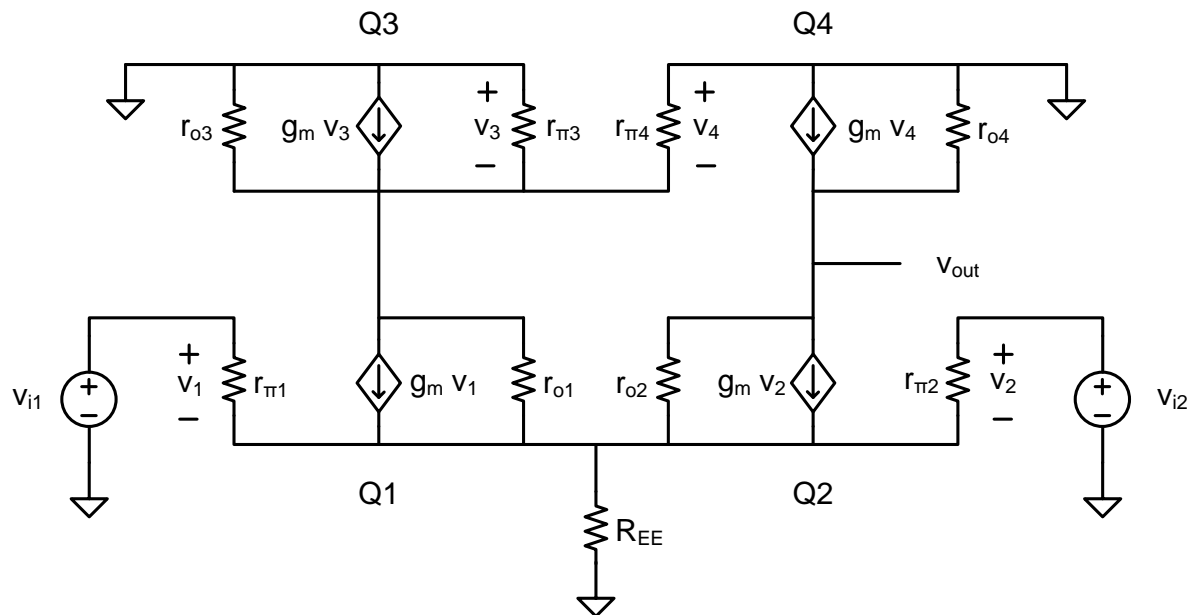 Q3
Q4
+
+
r_o3
g_m v_3
v_3
r_π3
r_π4
v_4
g_m v_4
r_o4
−
−
v_out
+
+
v_i1
+
−
v_1
r_π1
g_m v_1
r_o1
r_o2
g_m v_2
r_π2
v_2
+
−
v_i2
−
−
Q1
Q2
R_EE